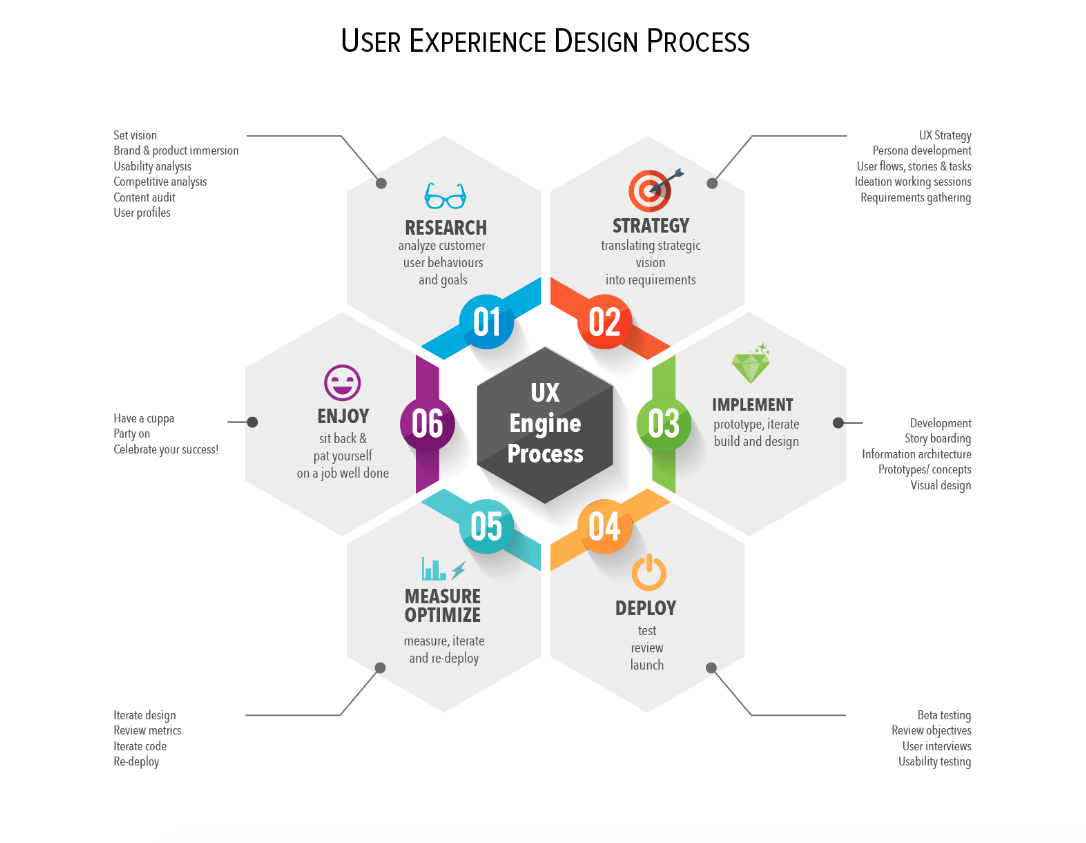 USER EXPERIENCE DESIGN PROCESS
Set vision
Brand & product immersion
Usability analysis
Competitive analysis
Content audit
User profiles
RESEARCH
analyze customer
user behaviours
and goals
01
STRATEGY
translating strategic
vision
into requirements
02
UX Strategy
Persona development
User flows, stories & tasks
Ideation working sessions
Requirements gathering
UX
Engine
Process
IMPLEMENT
prototype, iterate
build and design
03
Development
Story boarding
Information architecture
Prototypes/ concepts
Visual design
DEPLOY
test
review
launch
04
Beta testing
Review objectives
User interviews
Usability testing
MEASURE
OPTIMIZE
measure, iterate
and re-deploy
05
Iterate design
Review metrics
Iterate code
Re-deploy
ENJOY
sit back &
pat yourself
on a job well done
06
Have a cuppa
Party on
Celebrate your success!